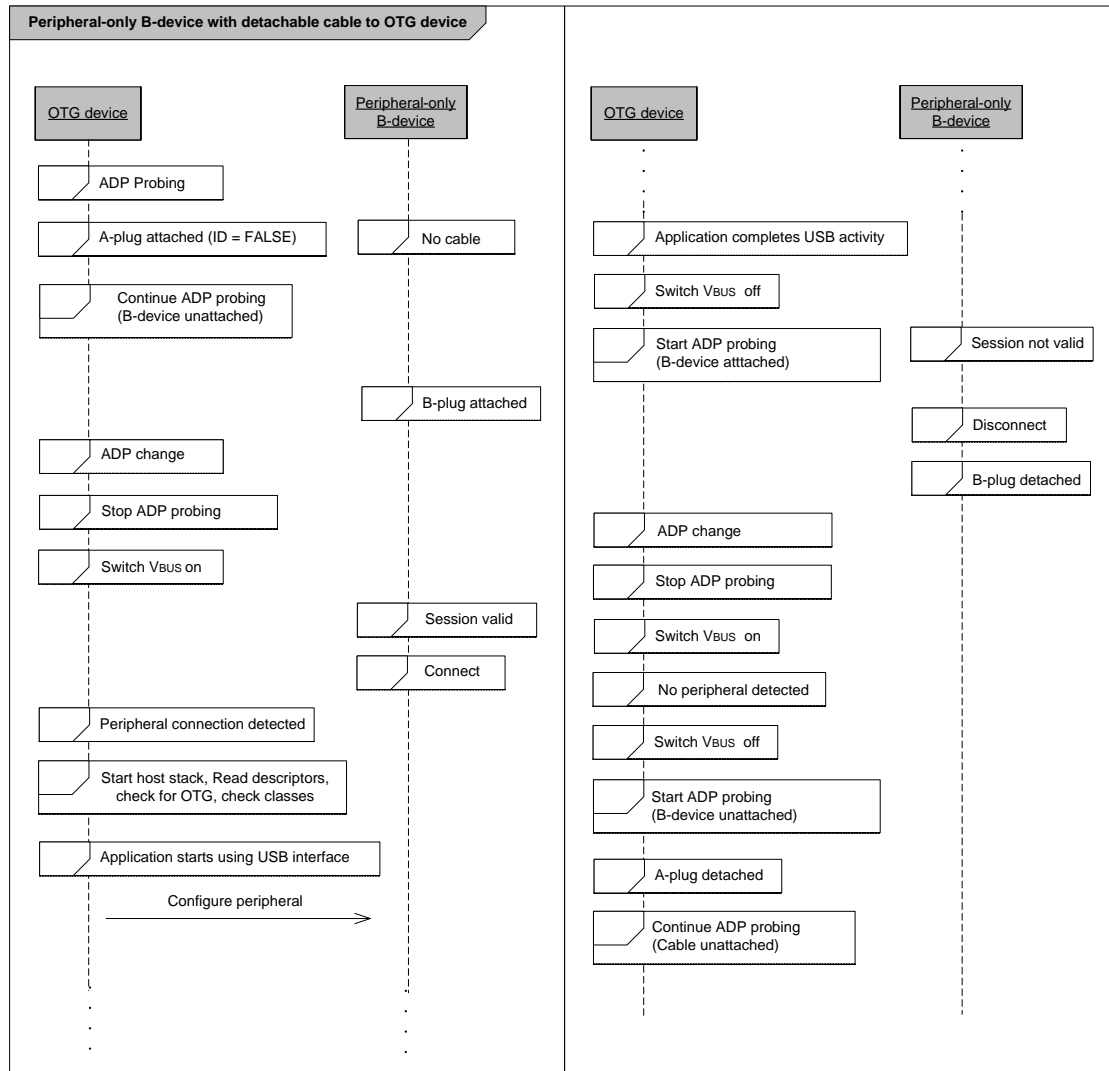 Peripheral-only B-device with detachable cable to OTG device
OTG device
Peripheral-only
B-device
ADP Probing
A-plug attached (ID = FALSE)
No cable
Continue ADP probing
(B-device unattached)
B-plug attached
ADP change
Stop ADP probing
Switch VBUS on
Session valid
Connect
Peripheral connection detected
Start host stack, Read descriptors,
check for OTG, check classes
Application starts using USB interface
Configure peripheral
OTG device
Peripheral-only
B-device
Application completes USB activity
Switch VBUS off
Start ADP probing
(B-device atttached)
Session not valid
Disconnect
B-plug detached
ADP change
Stop ADP probing
Switch VBUS on
No peripheral detected
Switch VBUS off
Start ADP probing
(B-device unattached)
A-plug detached
Continue ADP probing
(Cable unattached)